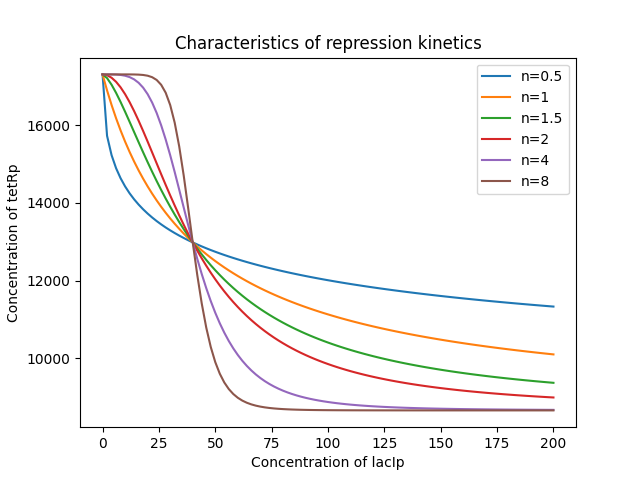 Characteristics of repression kinetics
Concentration of tetRp
16000
14000
12000
10000
n=0.5
n=1
n=1.5
n=2
n=4
n=8
0
25
50
75
100
125
150
175
200
Concentration of lacIp